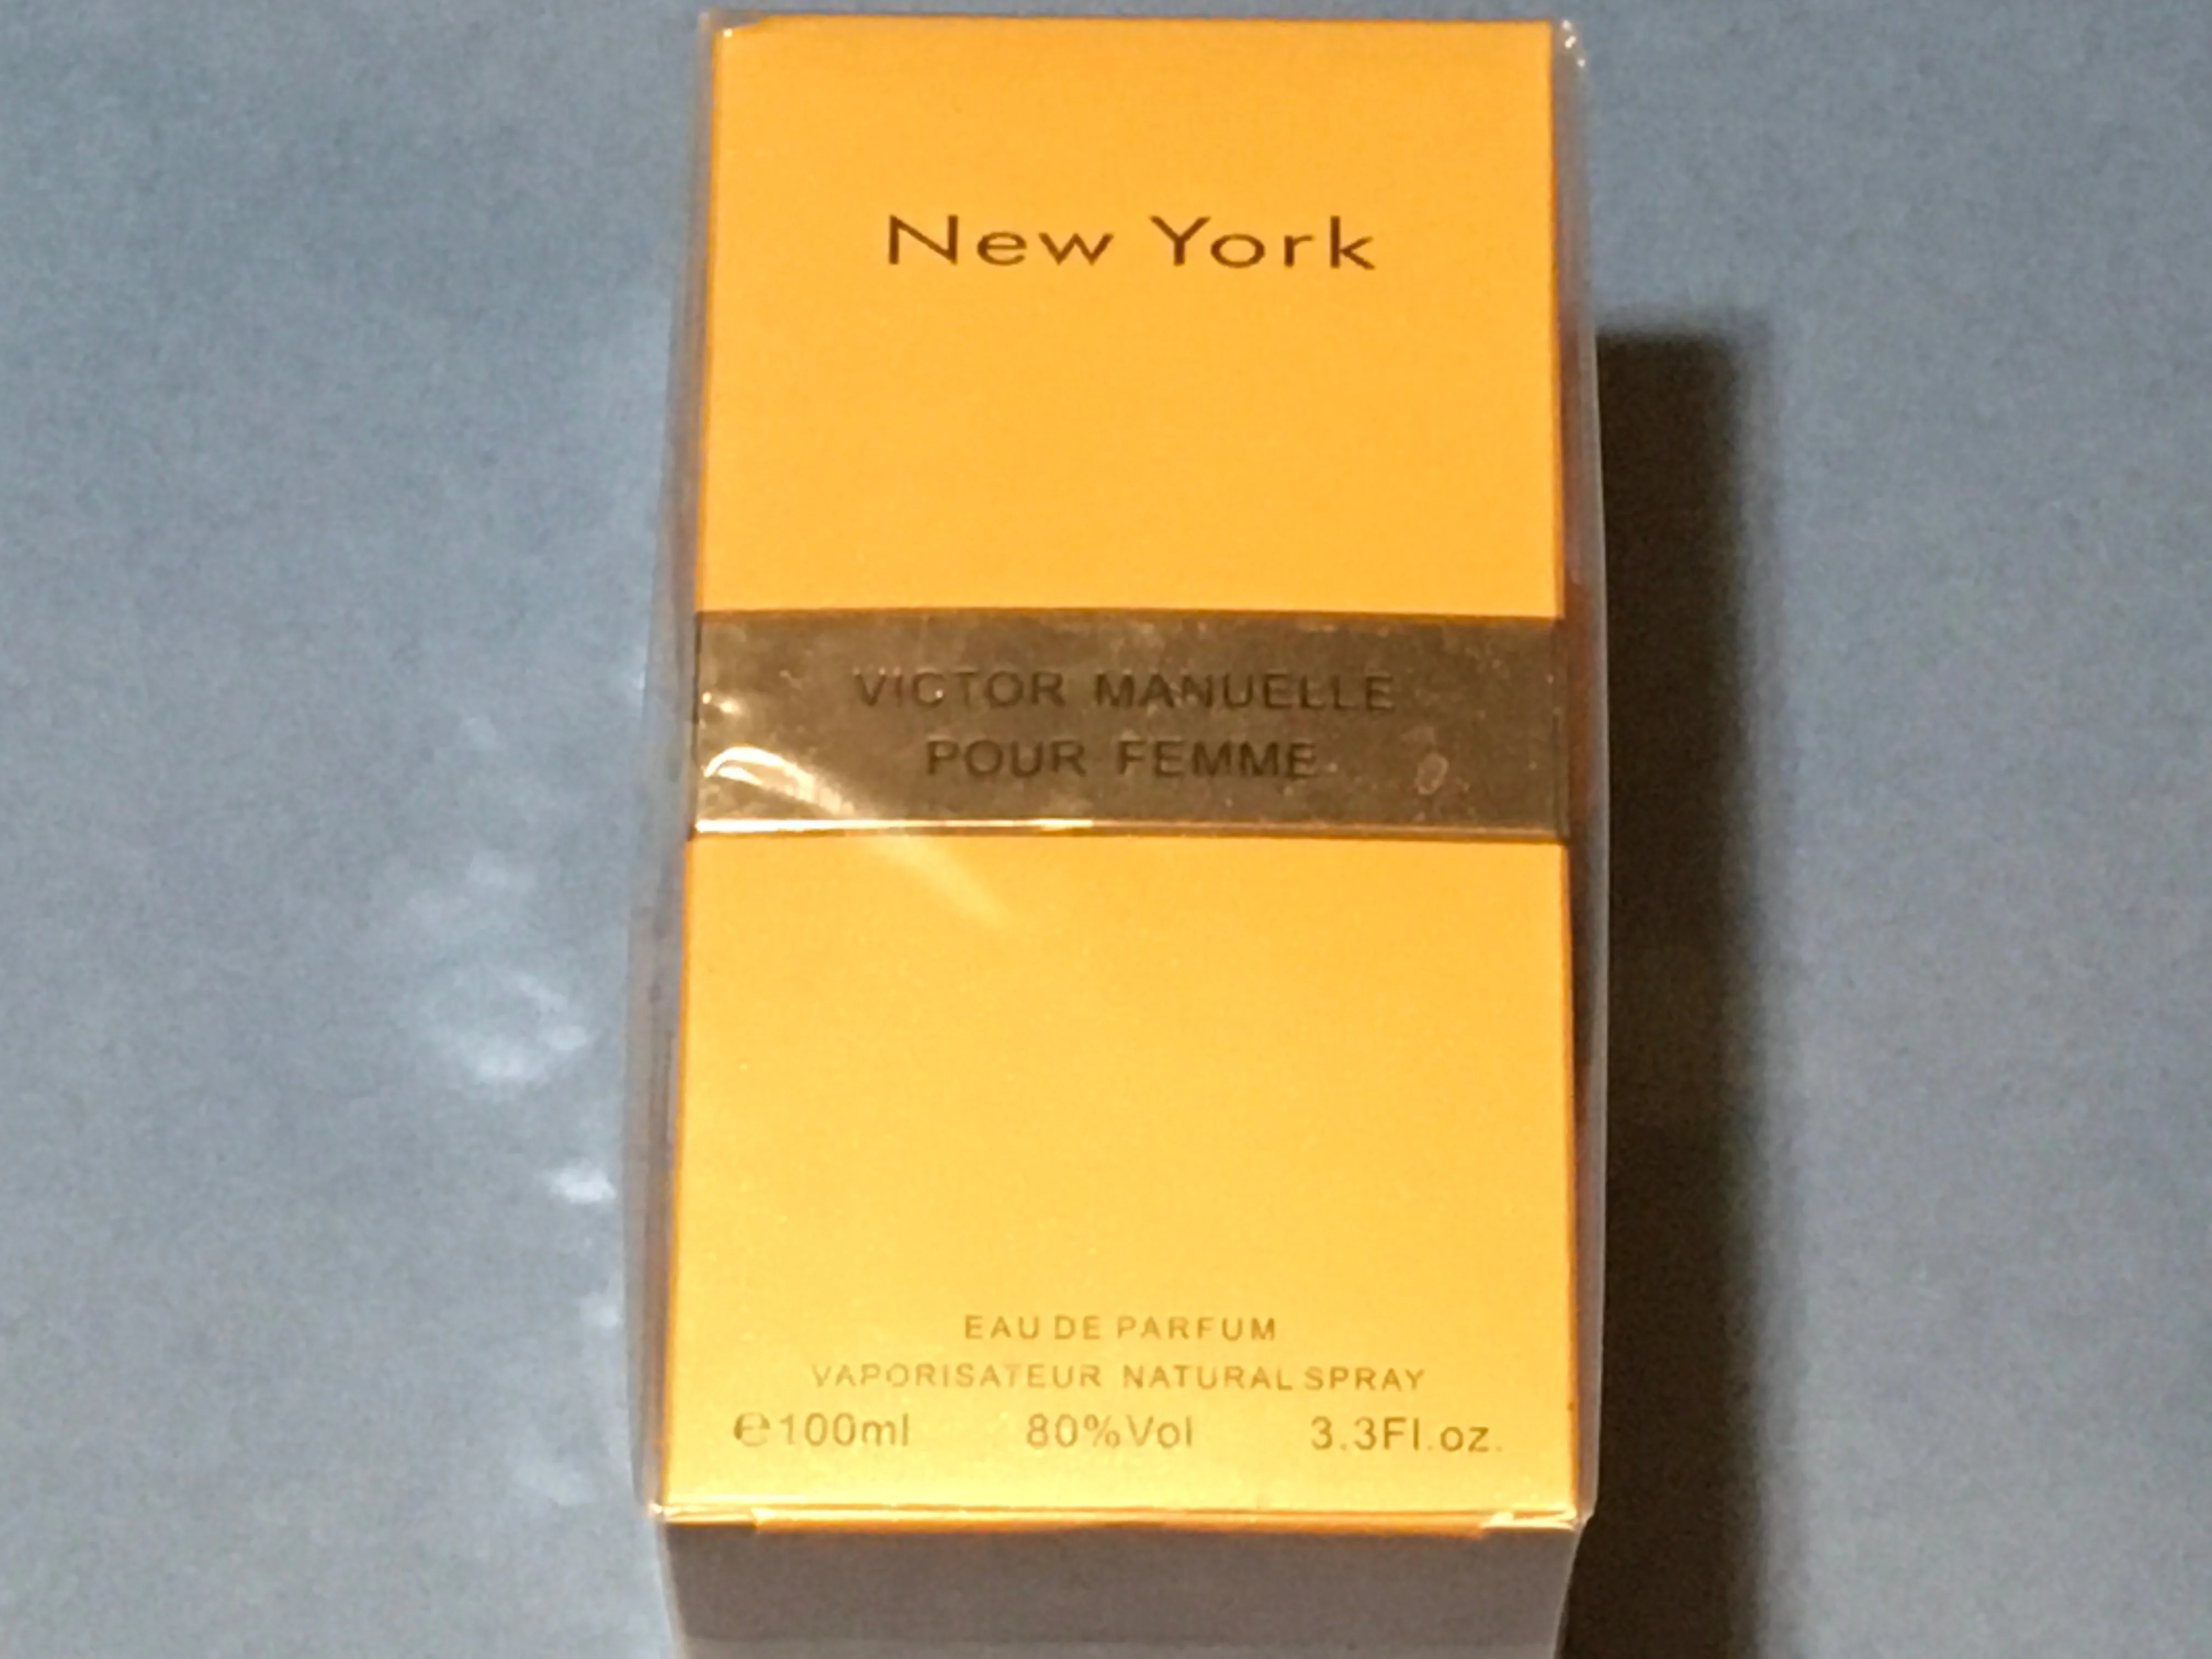 New York
VICTOR MANUELLE
POUR FEMME
EAU DE PARFUM
VAPORISATEUR NATURAL SPRAY
℮100ml 80%Vol 3.3Fl.oz.